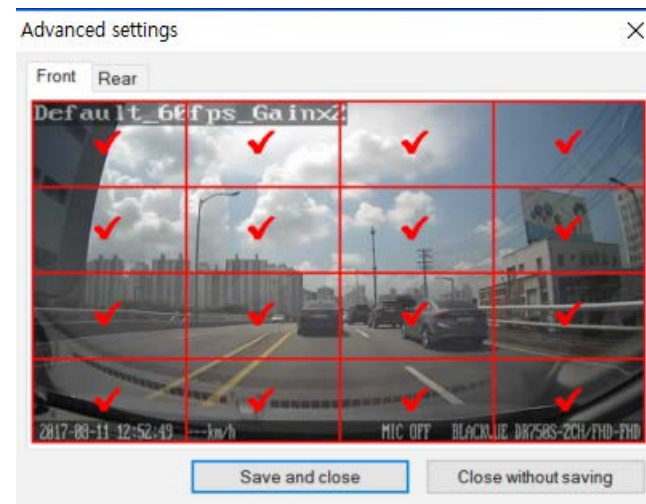 Advanced settings
Front Rear
Default_60fps_Gainx2
2017-08-11 12:52:49 ---km/h MIC OFF BLACKVUE DR750S-2CH/FHD-FHD
Save and close Close without saving